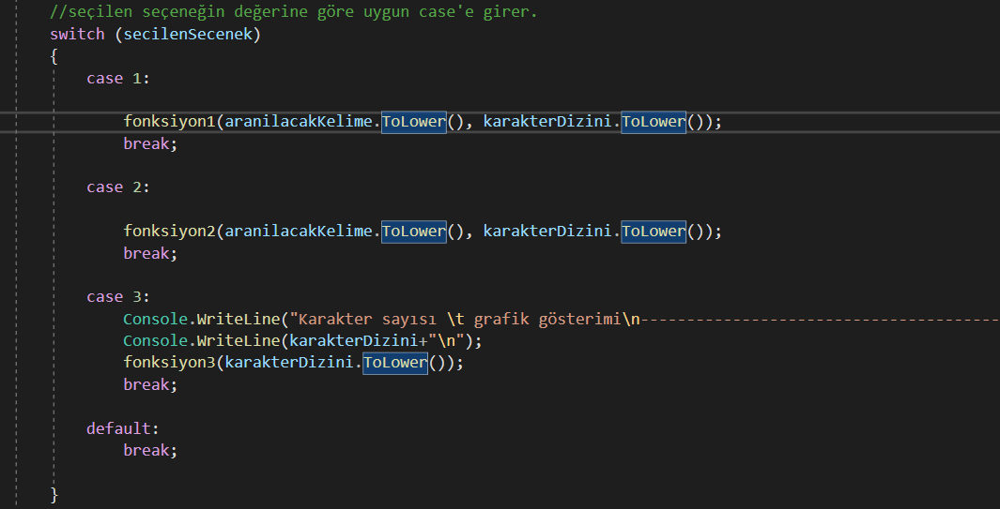 //seçilen seçeneğin değerine göre uygun case'e girer.
switch (secilenSecenek)
{
case 1:
fonksiyon1(aranilacakKelime.ToLower(), karakterDizini.ToLower());
break;
case 2:
fonksiyon2(aranilacakKelime.ToLower(), karakterDizini.ToLower());
break;
case 3:
Console.WriteLine("Karakter sayısı \t grafik gösterimi\n---------------------------------------
Console.WriteLine(karakterDizini+"\n");
fonksiyon3(karakterDizini.ToLower());
break;
default:
break;
}